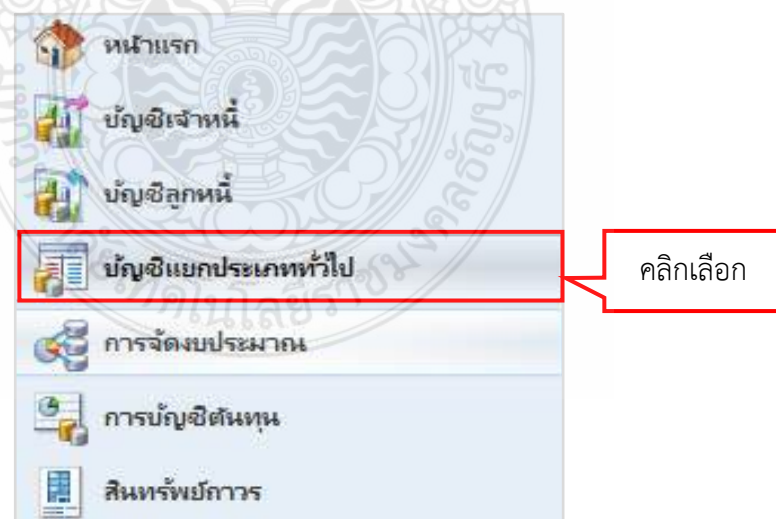 หน้าแรก
บัญชีเจ้าหนี้
บัญชีลูกหนี้
บัญชีแยกประเภททั่วไป
คลิกเลือก
การจัดงบประมาณ
การบัญชีต้นทุน
สินทรัพย์ถาวร